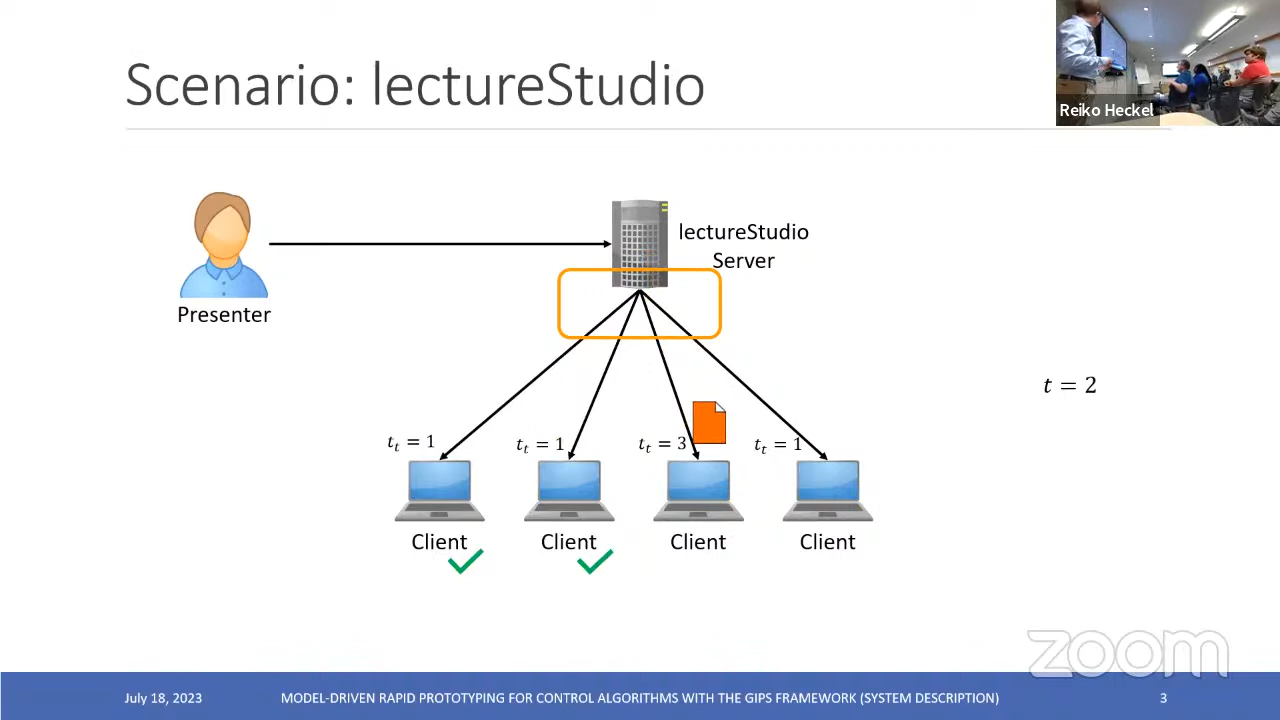 Scenario: lectureStudio
Reiko Heckel
lectureStudio
Server
Presenter
t = 2
t_t = 1
t_t = 1
t_t = 3
t_t = 1
Client
Client
Client
Client
zoom
July 18, 2023
MODEL-DRIVEN RAPID PROTOTYPING FOR CONTROL ALGORITHMS WITH THE GIPS FRAMEWORK (SYSTEM DESCRIPTION)
3